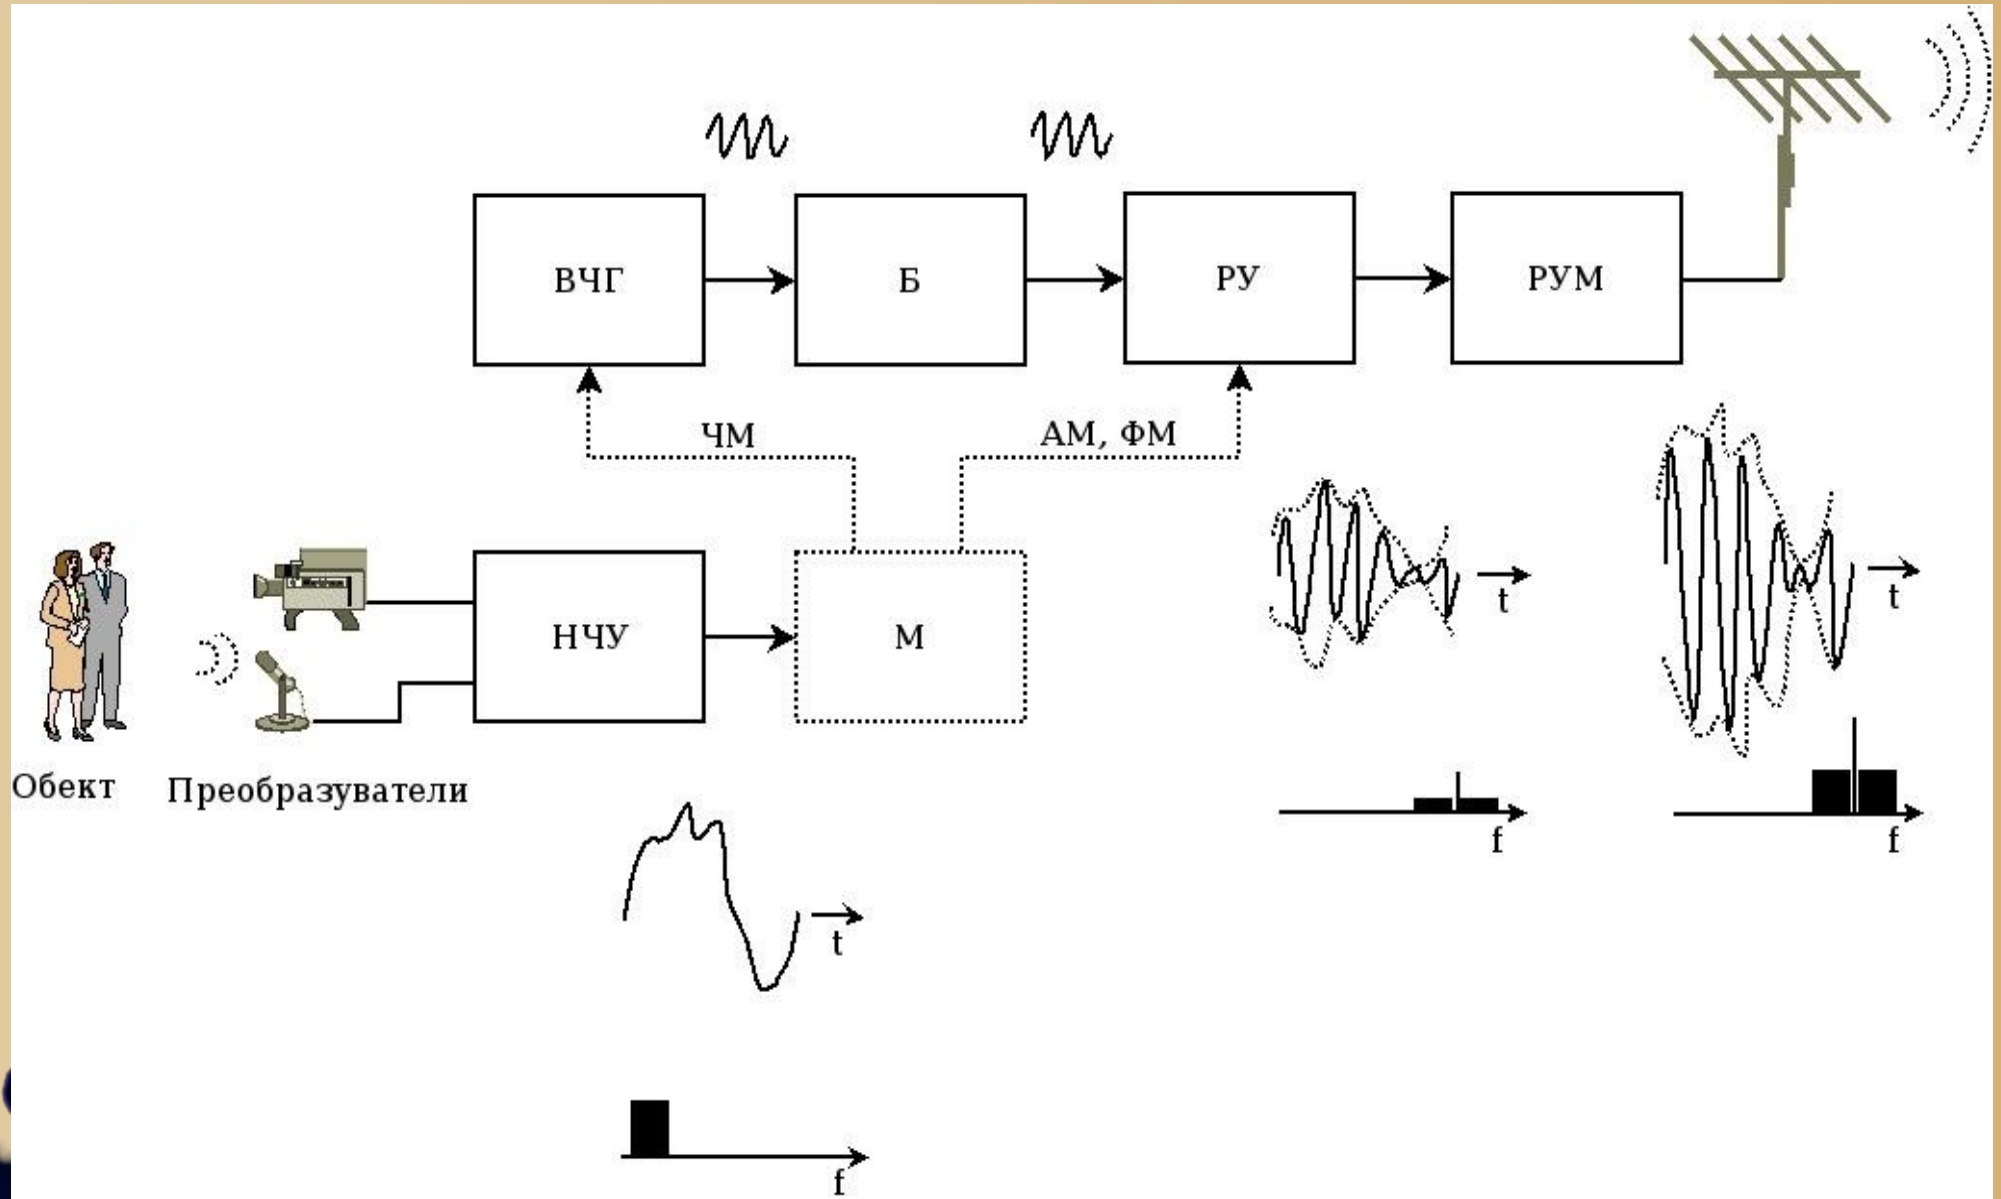 ВЧГ
Б
РУ
РУМ
ЧМ
АМ, ФМ
НЧУ
М
t
t
Обект
Преобразуватели
f
f
t
f